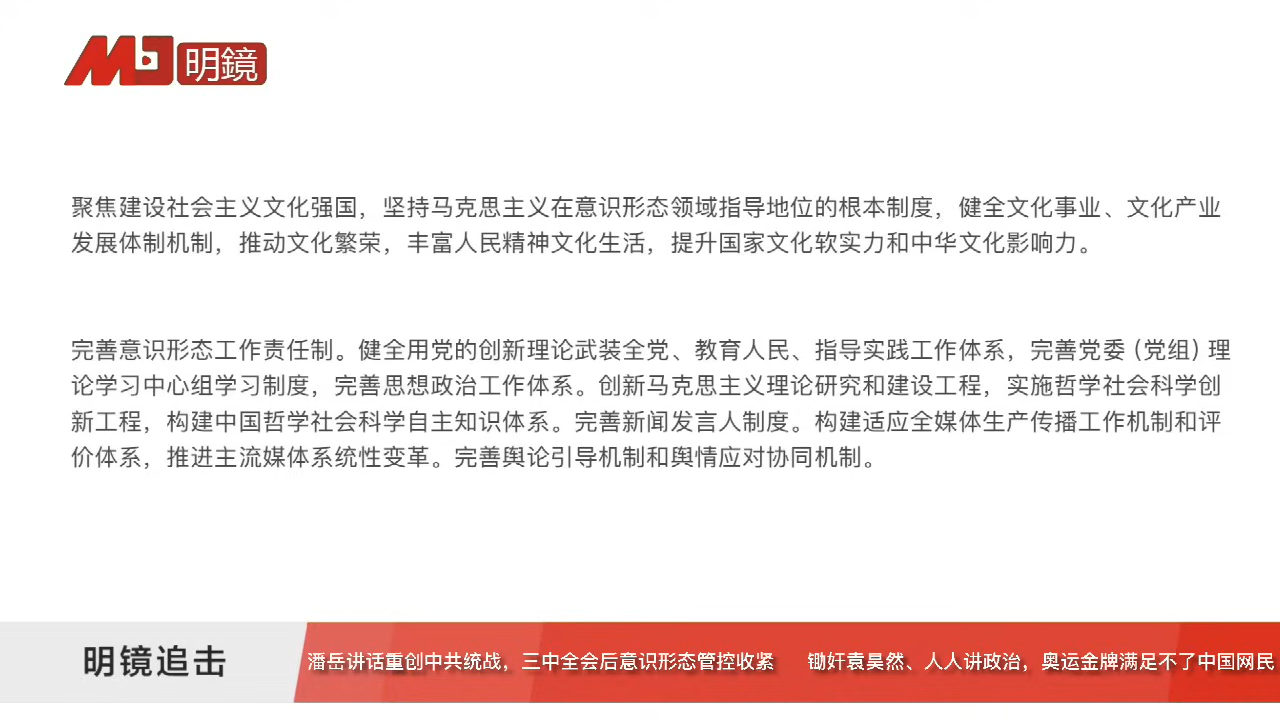 明鏡
聚焦建设社会主义文化强国，坚持马克思主义在意识形态领域指导地位的根本制度，健全文化事业、文化产业
发展体制机制，推动文化繁荣，丰富人民精神文化生活，提升国家文化软实力和中华文化影响力。
完善意识形态工作责任制。健全用党的创新理论武装全党、教育人民、指导实践工作体系，完善党委（党组）理
论学习中心组学习制度，完善思想政治工作体系。创新马克思主义理论研究和建设工程，实施哲学社会科学创
新工程，构建中国哲学社会科学自主知识体系。完善新闻发言人制度。构建适应全媒体生产传播工作机制和评
价体系，推进主流媒体系统性变革。完善舆论引导机制和舆情应对协同机制。
明镜追击
潘岳讲话重创中共统战，三中全会后意识形态管控收紧 锄奸袁昊然、人人讲政治，奥运金牌满足不了中国网民